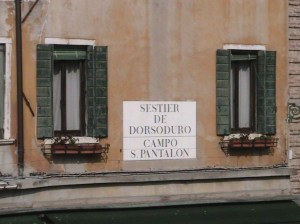 SESTIER
DE
DORSODURO
CAMPO
S. PANTALON